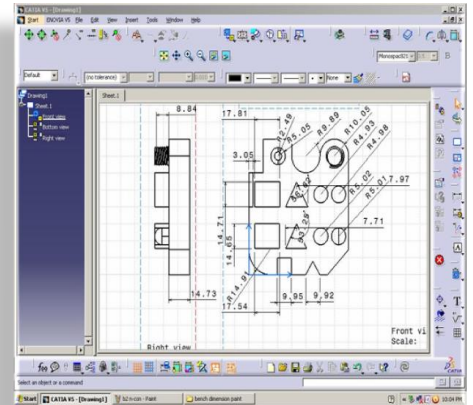 CATIA V5 - [Drawing1]
Start ENOVIA V5 File Edit View Insert Tools Window Help
Monospac821
Default (no tolerance) None
Drawing1
Sheet.1
Front view
Bottom view
Right view
Sheet.1
8.84
17.81
R2.49
R5.05
R9.89
R10.05
R4.93
R4.98
3.05
R5.02
R5.01
7.97
14.71
7.71
14.65
14.73
R14.91
17.54
9.95
9.92
Right view
Front vi
Scale:
CATIA
Select an object or a command
Start CATIA V5 - [Drawing1] bench dimension paint 10:04 PM